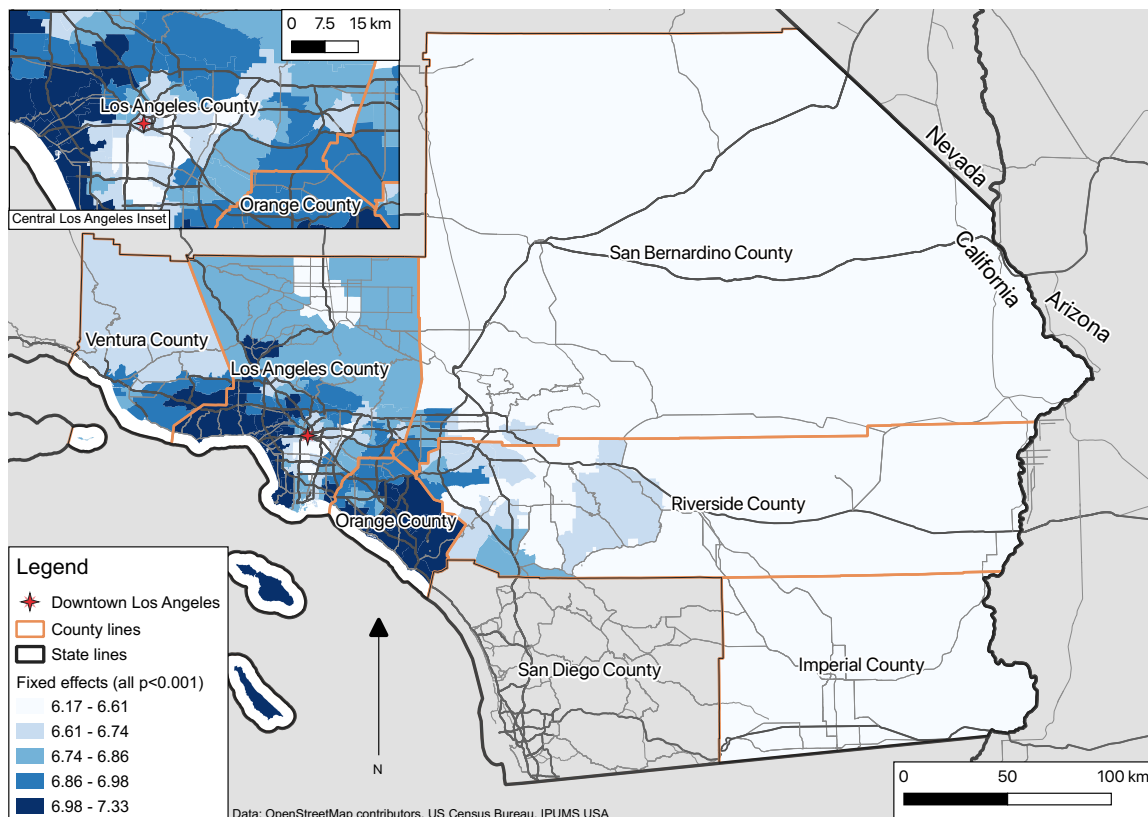 0 7.5 15 km
Los Angeles County
Orange County
Central Los Angeles Inset
Nevada
California
Arizona
San Bernardino County
Ventura County
Los Angeles County
Riverside County
Orange County
San Diego County
Imperial County
Legend
Downtown Los Angeles
County lines
State lines
Fixed effects (all p<0.001)
6.17 - 6.61
6.61 - 6.74
6.74 - 6.86
6.86 - 6.98
6.98 - 7.33
N
0 50 100 km
Data: OpenStreetMap contributors, US Census Bureau, IPUMS USA